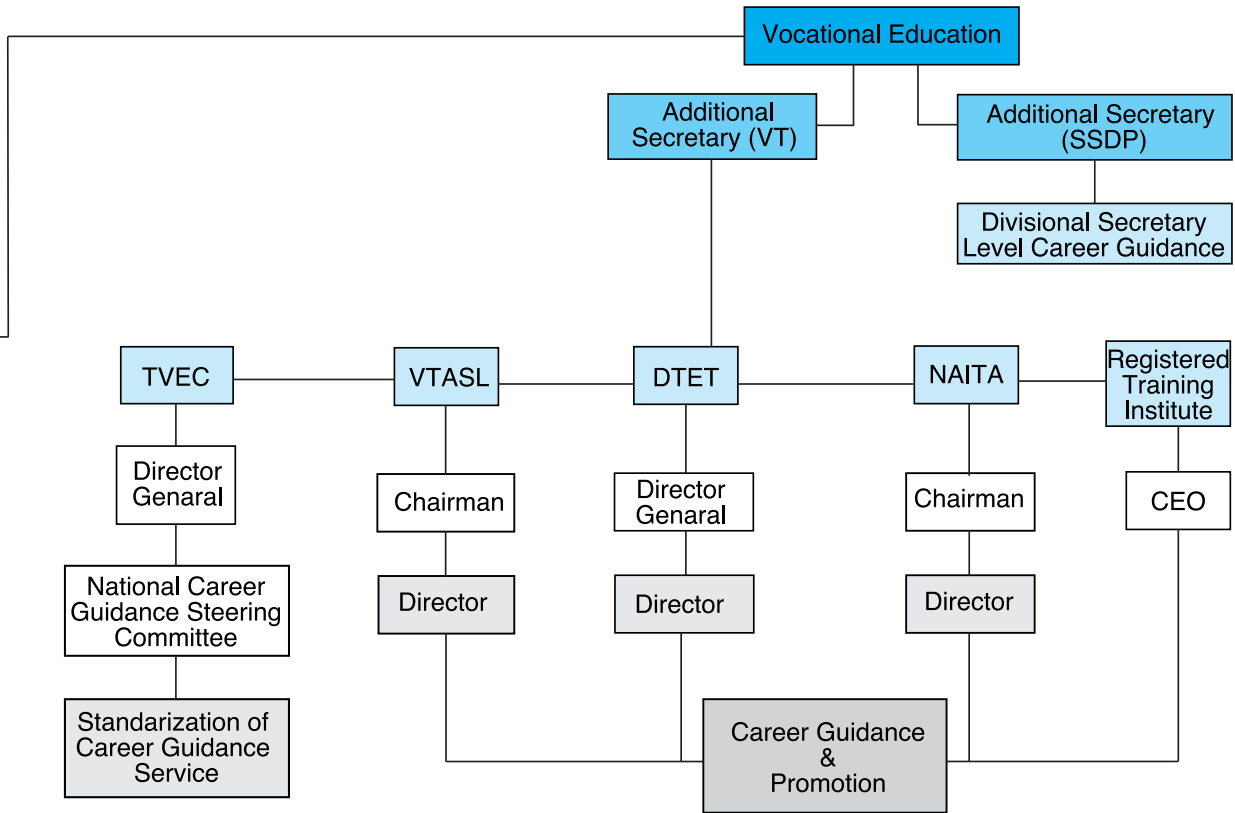 Vocational Education
Additional
Secretary (VT)
Additional Secretary
(SSDP)
Divisional Secretary
Level Career Guidance
TVEC
VTASL
DTET
NAITA
Registered
Training
Institute
Director
Genaral
Chairman
Director
Genaral
Chairman
CEO
National Career
Guidance Steering
Committee
Director
Director
Director
Standarization of
Career Guidance
Service
Career Guidance
&
Promotion